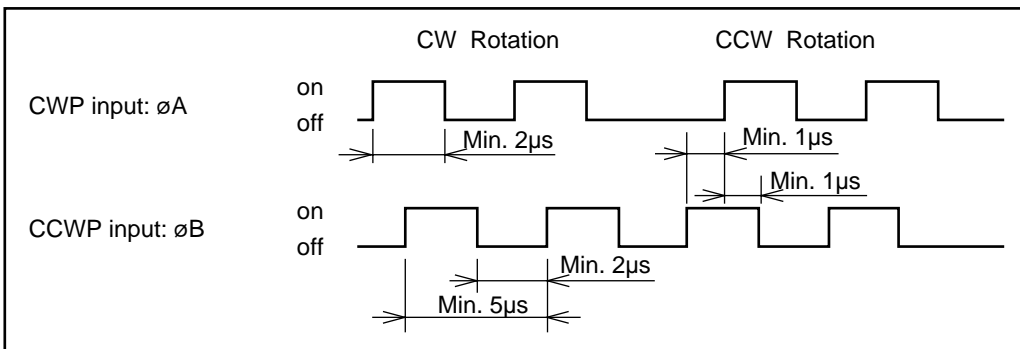 CW Rotation CCW Rotation
CWP input: øA
on
off
Min. 2µs
Min. 1µs
Min. 1µs
CCWP input: øB
on
off
Min. 2µs
Min. 5µs